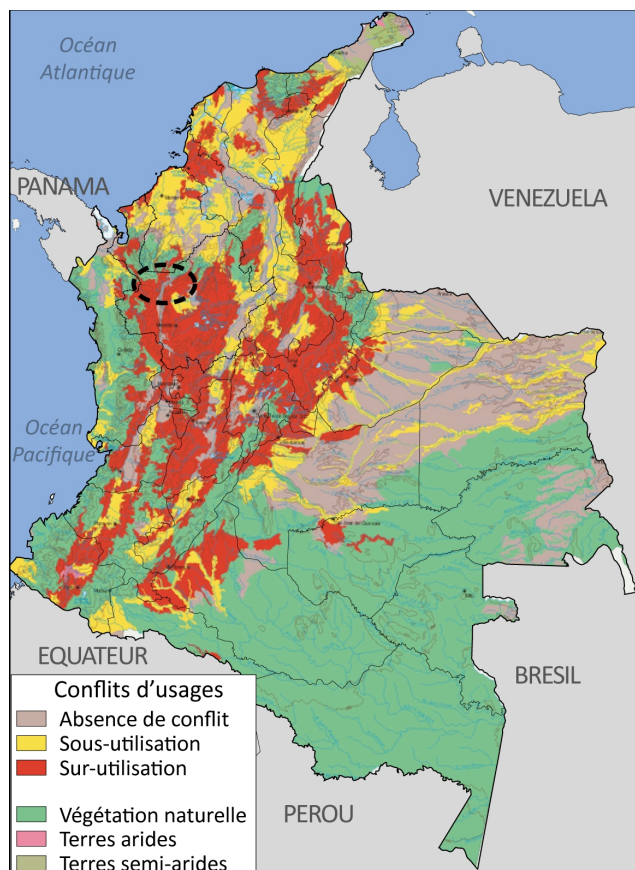 Océan
Atlantique
PANAMA
VENEZUELA
Océan
Pacifique
EQUATEUR
BRESIL
PEROU
Conflits d'usages
Absence de conflit
Sous-utilisation
Sur-utilisation
Végétation naturelle
Terres arides
Terres semi-arides